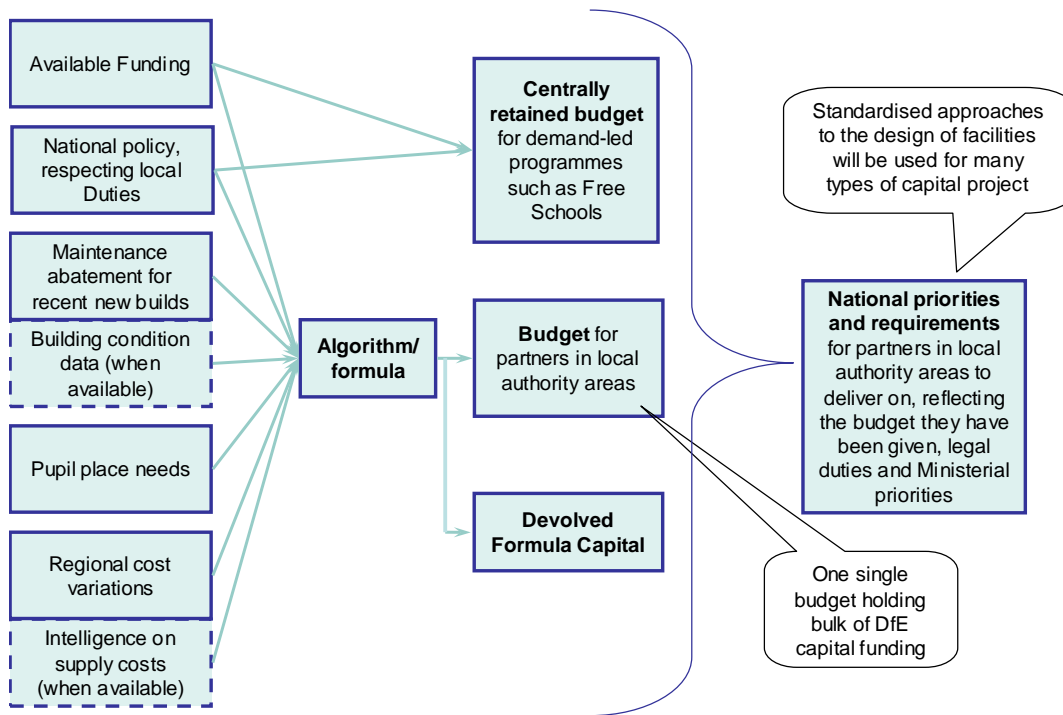 Available Funding
National policy,
respecting local
Duties
Maintenance
abatement for
recent new builds
Building condition
data (when
available)
Pupil place needs
Regional cost
variations
Intelligence on
supply costs
(when available)
Algorithm/
formula
Centrally
retained budget
for demand-led
programmes
such as Free
Schools
Budget for
partners in local
authority areas
Devolved
Formula Capital
One single
budget holding
bulk of DfE
capital funding
Standardised approaches
to the design of facilities
will be used for many
types of capital project
National priorities
and requirements
for partners in local
authority areas to
deliver on, reflecting
the budget they have
been given, legal
duties and Ministerial
priorities